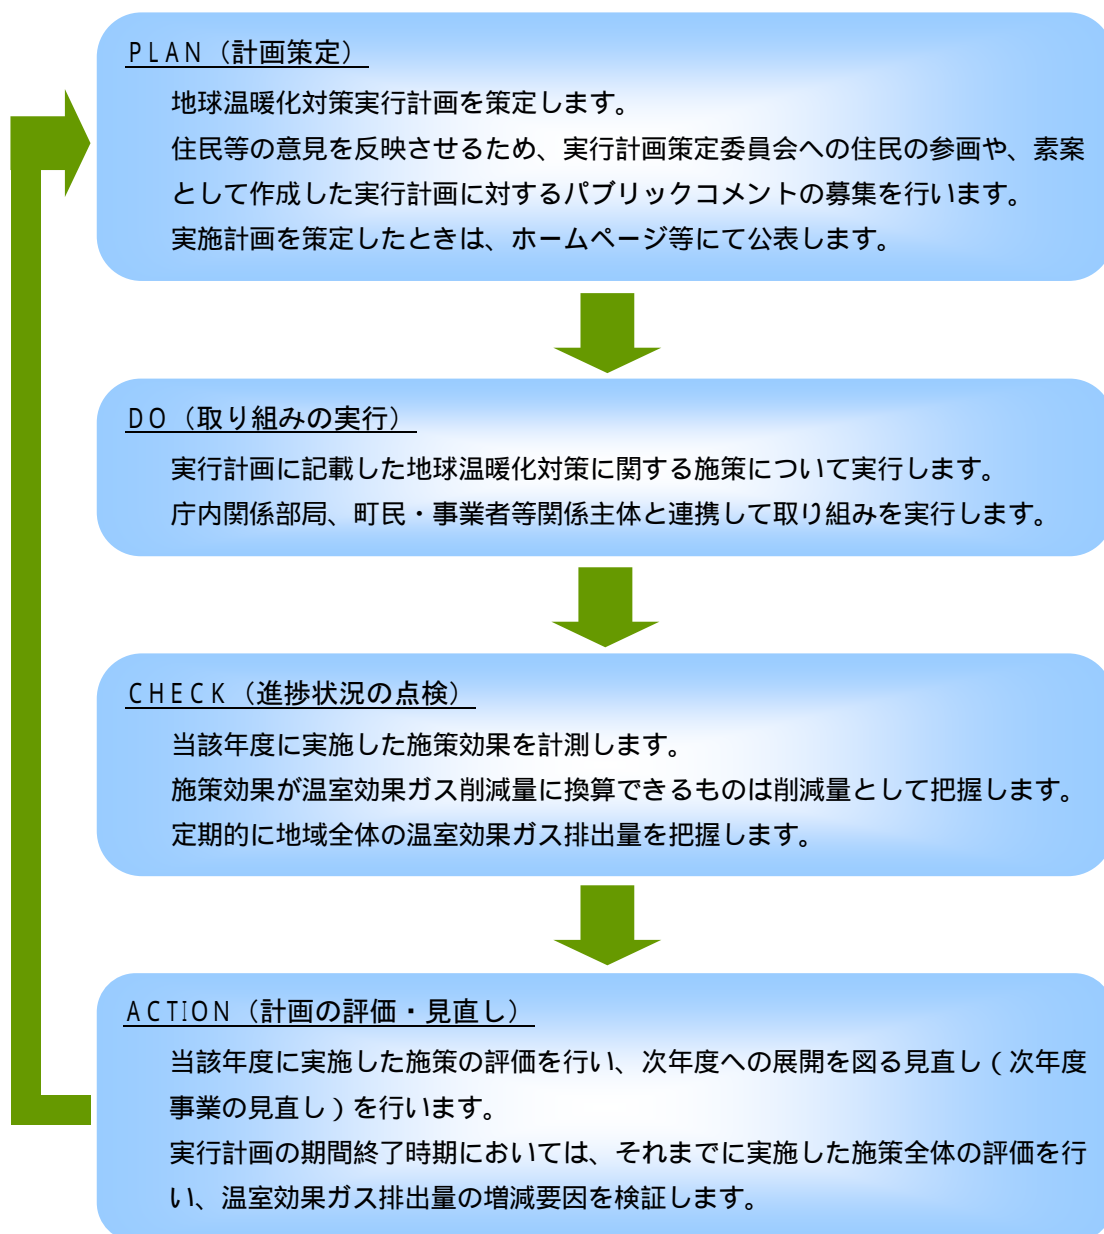 PLAN（計画策定）
地球温暖化対策実行計画を策定します。
住民等の意見を反映させるため、実行計画策定委員会への住民の参画や、素案
として作成した実行計画に対するパブリックコメントの募集を行います。
実施計画を策定したときは、ホームページ等にて公表します。
DO（取り組みの実行）
実行計画に記載した地球温暖化対策に関する施策について実行します。
庁内関係部局、町民・事業者等関係主体と連携して取り組みを実行します。
CHECK（進捗状況の点検）
当該年度に実施した施策効果を計測します。
施策効果が温室効果ガス削減量に換算できるものは削減量として把握します。
定期的に地域全体の温室効果ガス排出量を把握します。
ACTION（計画の評価・見直し）
当該年度に実施した施策の評価を行い、次年度への展開を図る見直し（次年度
事業の見直し）を行います。
実行計画の期間終了時期においては、それまでに実施した施策全体の評価を行
い、温室効果ガス排出量の増減要因を検証します。